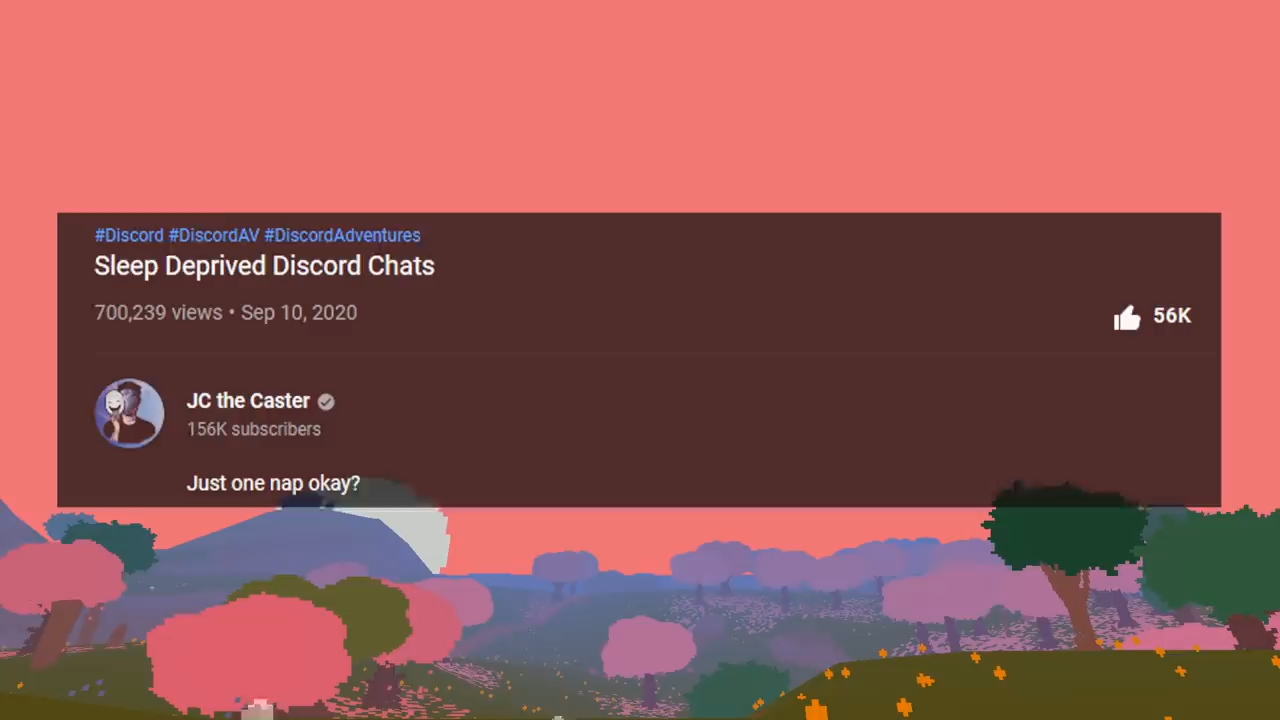 #Discord #DiscordAV #DiscordAdventures
Sleep Deprived Discord Chats
700,239 views • Sep 10, 2020
56K
JC the Caster
156K subscribers
Just one nap okay?